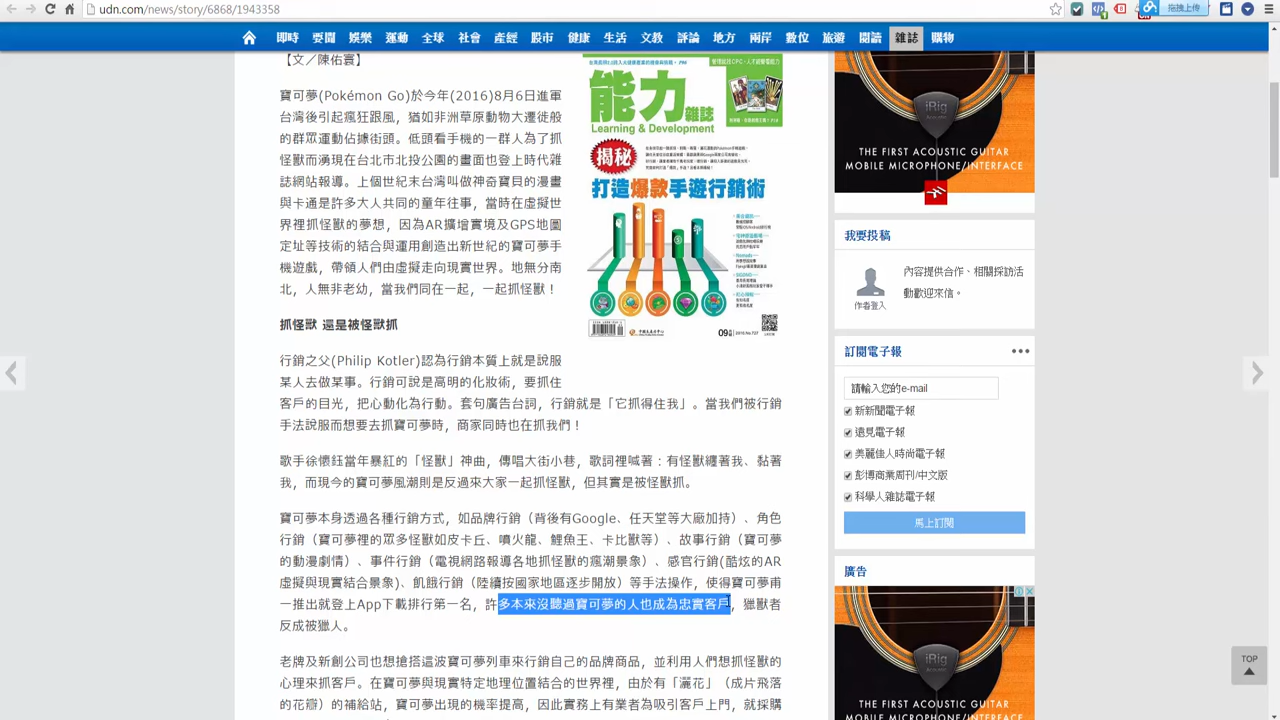 udn.com/news/story/6868/1943358
拖拽上传
即時 要聞 娛樂 運動 全球 社會 產經 股市 健康 生活 文教 評論 地方 兩岸 數位 旅遊 閱讀 雜誌 購物
【文／陳佑寰】
寶可夢(Pokémon Go)於今年(2016)8月6日進軍
台灣後引起瘋狂跟風，猶如非洲草原動物大遷徙般
的群眾運動佔據街頭。低頭看手機的一群人為了抓
怪獸而湧現在台北市北投街頭的畫面也登上時代雜
誌網站報導。上個世紀末台灣叫做神奇寶貝的漫畫
與卡通是許多大人共同的童年往事，當時在虛擬世
界裡抓怪獸的夢想，因為AR擴增實境及GPS地圖
定址等技術的結合與運用創造出新世紀的寶可夢手
機遊戲，帶領人們由虛擬走向現實世界，地無分南
北，人無非老幼，當我們同在一起，一起抓怪獸！
抓怪獸 還是被怪獸抓
行銷之父(Philip Kotler)認為行銷本質上就是說服
某人去做某事。行銷可說是高明的化妝術，要抓住
客戶的目光，把心動化為行動。套句廣告台詞，行銷就是「它抓得住我」。當我們被行銷
手法說服而想要去抓寶可夢時，商家同時也在抓我們！
歌手徐懷鈺當年暴紅的「怪獸」神曲，傳唱大街小巷，歌詞裡喊著：有怪獸纏著我、黏著
我，而現今的寶可夢風潮則是反過來大家一起抓怪獸，但其實是被怪獸抓。
寶可夢本身透過各種行銷方式，如品牌行銷（背後有Google、任天堂等大廠加持）、角色
行銷（寶可夢裡的眾多怪獸如皮卡丘、噴火龍、鯉魚王、卡比獸等）、故事行銷（寶可夢
的動漫劇情）、事件行銷（電視網路報導各地抓怪獸的瘋潮景象）、感官行銷(酷炫的AR
虛擬與現實結合景象)、飢餓行銷（陸續按國家地區逐步開放）等手法操作，使得寶可夢甫
一推出即登上App下載排行第一名，許多本來沒聽過寶可夢的人也成為忠實客戶，獵獸者
反成被獵人。
老牌及新創公司也想搶搭這波寶可夢列車來行銷自己的品牌商品，並利用人們想抓怪獸的
心理來抓客戶。在寶可夢與現實特定地理位置結合的世界裡，由於有「灑花」（成片飛落
的花瓣）的補給站，寶可夢出現的機率提高，因此實務上有業者為吸引客戶上門，就採購
能力
雜誌
Learning & Development
揭秘
打造爆款手遊行銷術
iRig
THE FIRST ACOUSTIC GUITAR
MOBILE MICROPHONE/INTERFACE
我要投稿
內容提供合作、相關採訪活
動歡迎來信。
作者登入
訂閱電子報
請輸入您的e-mail
新新聞電子報
遠見電子報
美麗佳人時尚電子報
彭博商業周刊/中文版
科學人雜誌電子報
馬上訂閱
廣告
iRig
THE FIRST ACOUSTIC GUITAR
MOBILE MICROPHONE/INTERFACE
TOP